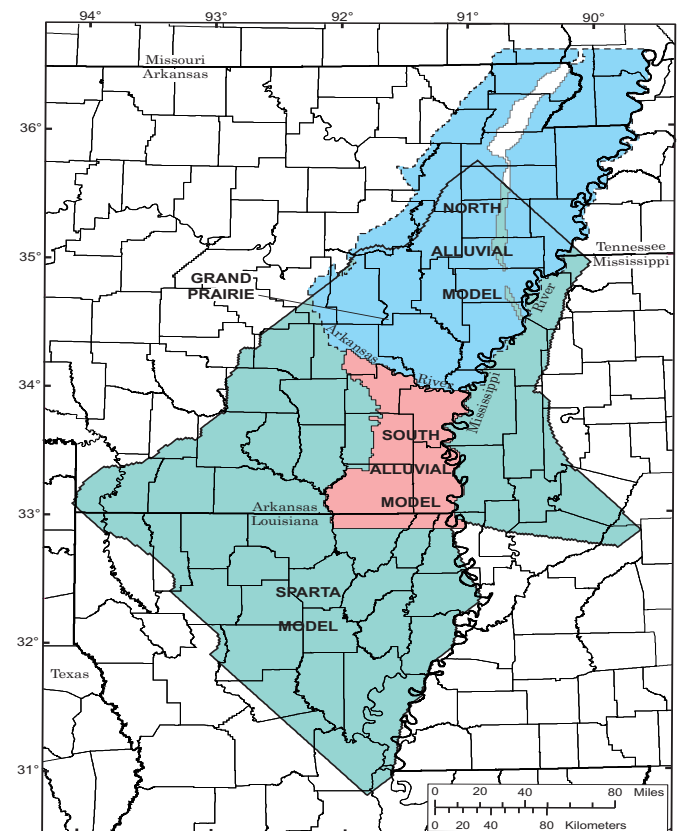 94° 93° 92° 91° 90°
Missouri
Arkansas
36°
NORTH
35°
ALLUVIAL
Tennessee
Mississippi
GRAND
PRAIRIE
MODEL
River
Arkansas
River
34°
Mississippi
SOUTH
ALLUVIAL
MODEL
Arkansas
33°
Louisiana
SPARTA
MODEL
32°
Texas
31°
0 20 40 80 Miles
0 20 40 80 Kilometers